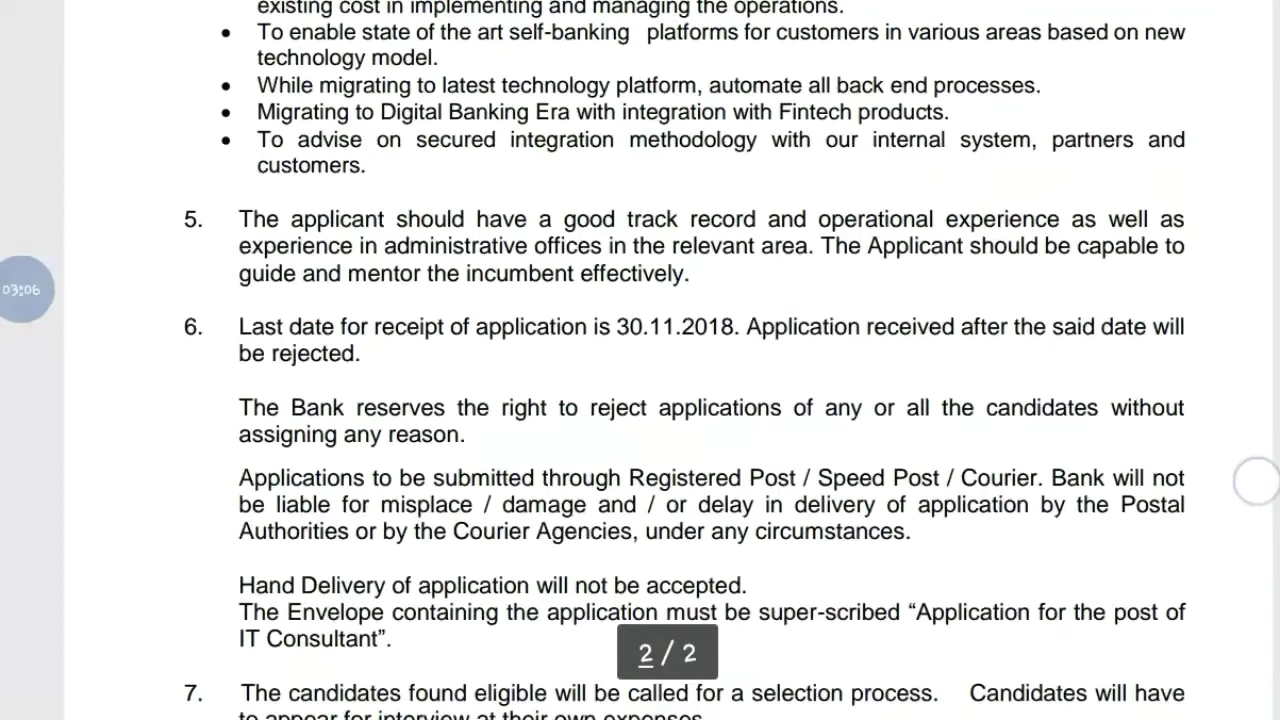 existing cost in implementing and managing the operations.
• To enable state of the art self-banking platforms for customers in various areas based on new
technology model.
• While migrating to latest technology platform, automate all back end processes.
• Migrating to Digital Banking Era with integration with Fintech products.
• To advise on secured integration methodology with our internal system, partners and
customers.
5. The applicant should have a good track record and operational experience as well as
experience in administrative offices in the relevant area. The Applicant should be capable to
guide and mentor the incumbent effectively.
03:06
6. Last date for receipt of application is 30.11.2018. Application received after the said date will
be rejected.
The Bank reserves the right to reject applications of any or all the candidates without
assigning any reason.
Applications to be submitted through Registered Post / Speed Post / Courier. Bank will not
be liable for misplace / damage and / or delay in delivery of application by the Postal
Authorities or by the Courier Agencies, under any circumstances.
Hand Delivery of application will not be accepted.
The Envelope containing the application must be super-scribed “Application for the post of
IT Consultant”.
2 / 2
7. The candidates found eligible will be called for a selection process. Candidates will have
to appear for interview at their own expenses.